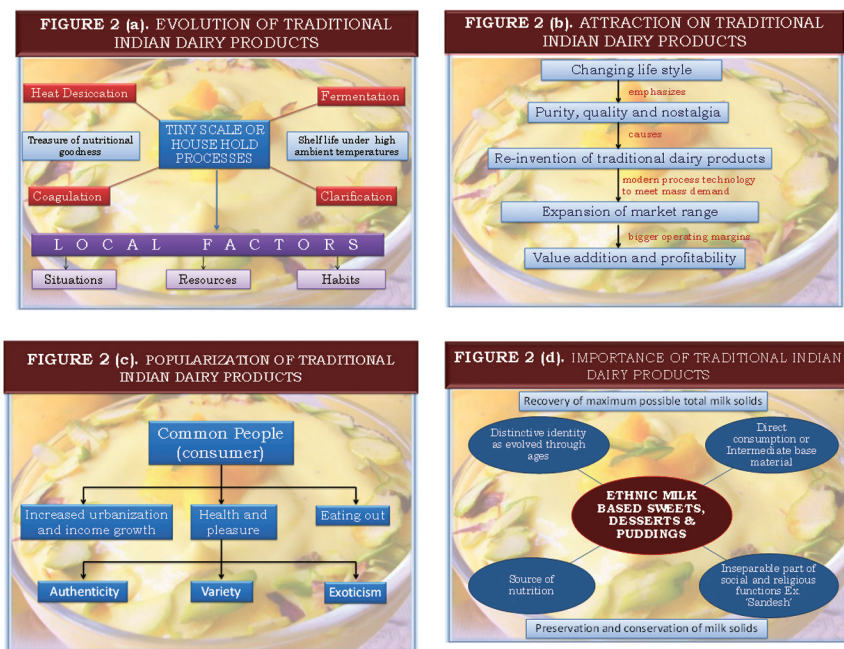 FIGURE 2 (a). EVOLUTION OF TRADITIONAL
INDIAN DAIRY PRODUCTS
Heat Desiccation
Fermentation
TINY SCALE OR
HOUSE HOLD
PROCESSES
Treasure of nutritional
goodness
Shelf life under high
ambient temperatures
Coagulation
Clarification
LOCAL FACTORS
Situations
Resources
Habits
FIGURE 2 (b). ATTRACTION ON TRADITIONAL
INDIAN DAIRY PRODUCTS
Changing life style
emphasizes
Purity, quality and nostalgia
causes
Re-invention of traditional dairy products
modern process technology
to meet mass demand
Expansion of market range
bigger operating margins
Value addition and profitability
FIGURE 2 (c). POPULARIZATION OF TRADITIONAL
INDIAN DAIRY PRODUCTS
Common People
(consumer)
Increased urbanization
and income growth
Health and
pleasure
Eating out
Authenticity
Variety
Exoticism
FIGURE 2 (d). IMPORTANCE OF TRADITIONAL INDIAN
DAIRY PRODUCTS
Recovery of maximum possible total milk solids
Distinctive identity
as evolved through
ages
Direct
consumption or
Intermediate base
material
ETHNIC MILK
BASED SWEETS,
DESSERTS &
PUDDINGS
Source of
nutrition
Inseparable part of
social and religious
functions Ex.
'Sandesh'
Preservation and conservation of milk solids